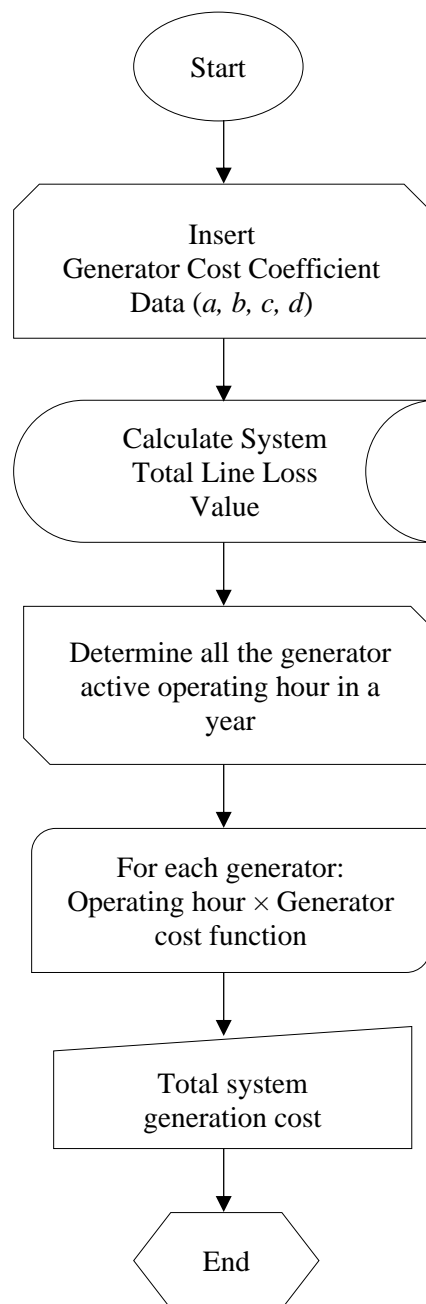 Start
Insert
Generator Cost Coefficient
Data (a, b, c, d)
Calculate System
Total Line Loss
Value
Determine all the generator
active operating hour in a
year
For each generator:
Operating hour × Generator
cost function
Total system
generation cost
End